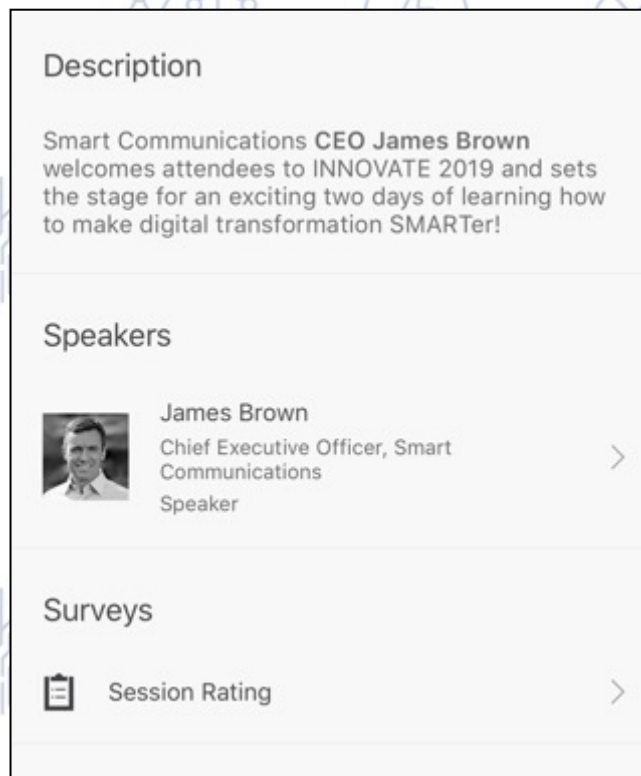 Description
Smart Communications CEO James Brown
welcomes attendees to INNOVATE 2019 and sets
the stage for an exciting two days of learning how
to make digital transformation SMARTer!
Speakers
James Brown
Chief Executive Officer, Smart
Communications
Speaker
Surveys
Session Rating